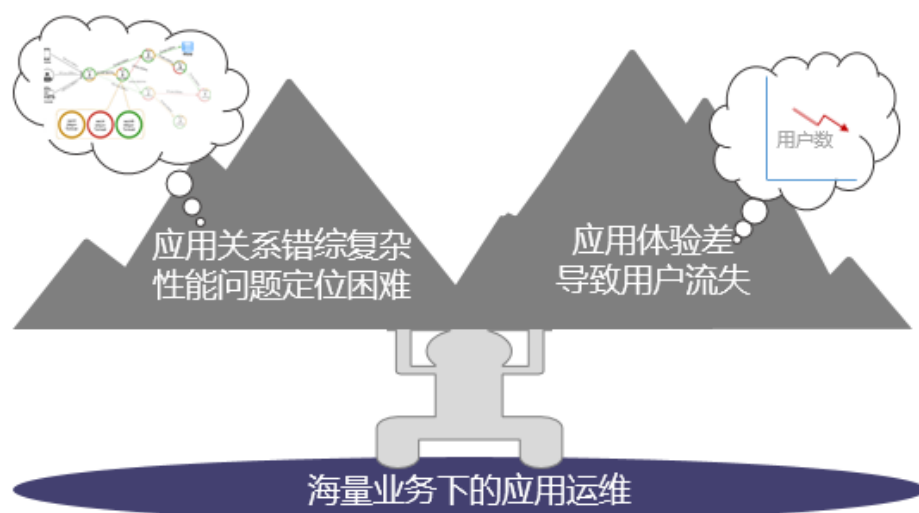 用户数
应用关系错综复杂
性能问题定位困难
应用体验差
导致用户流失
海量业务下的应用运维